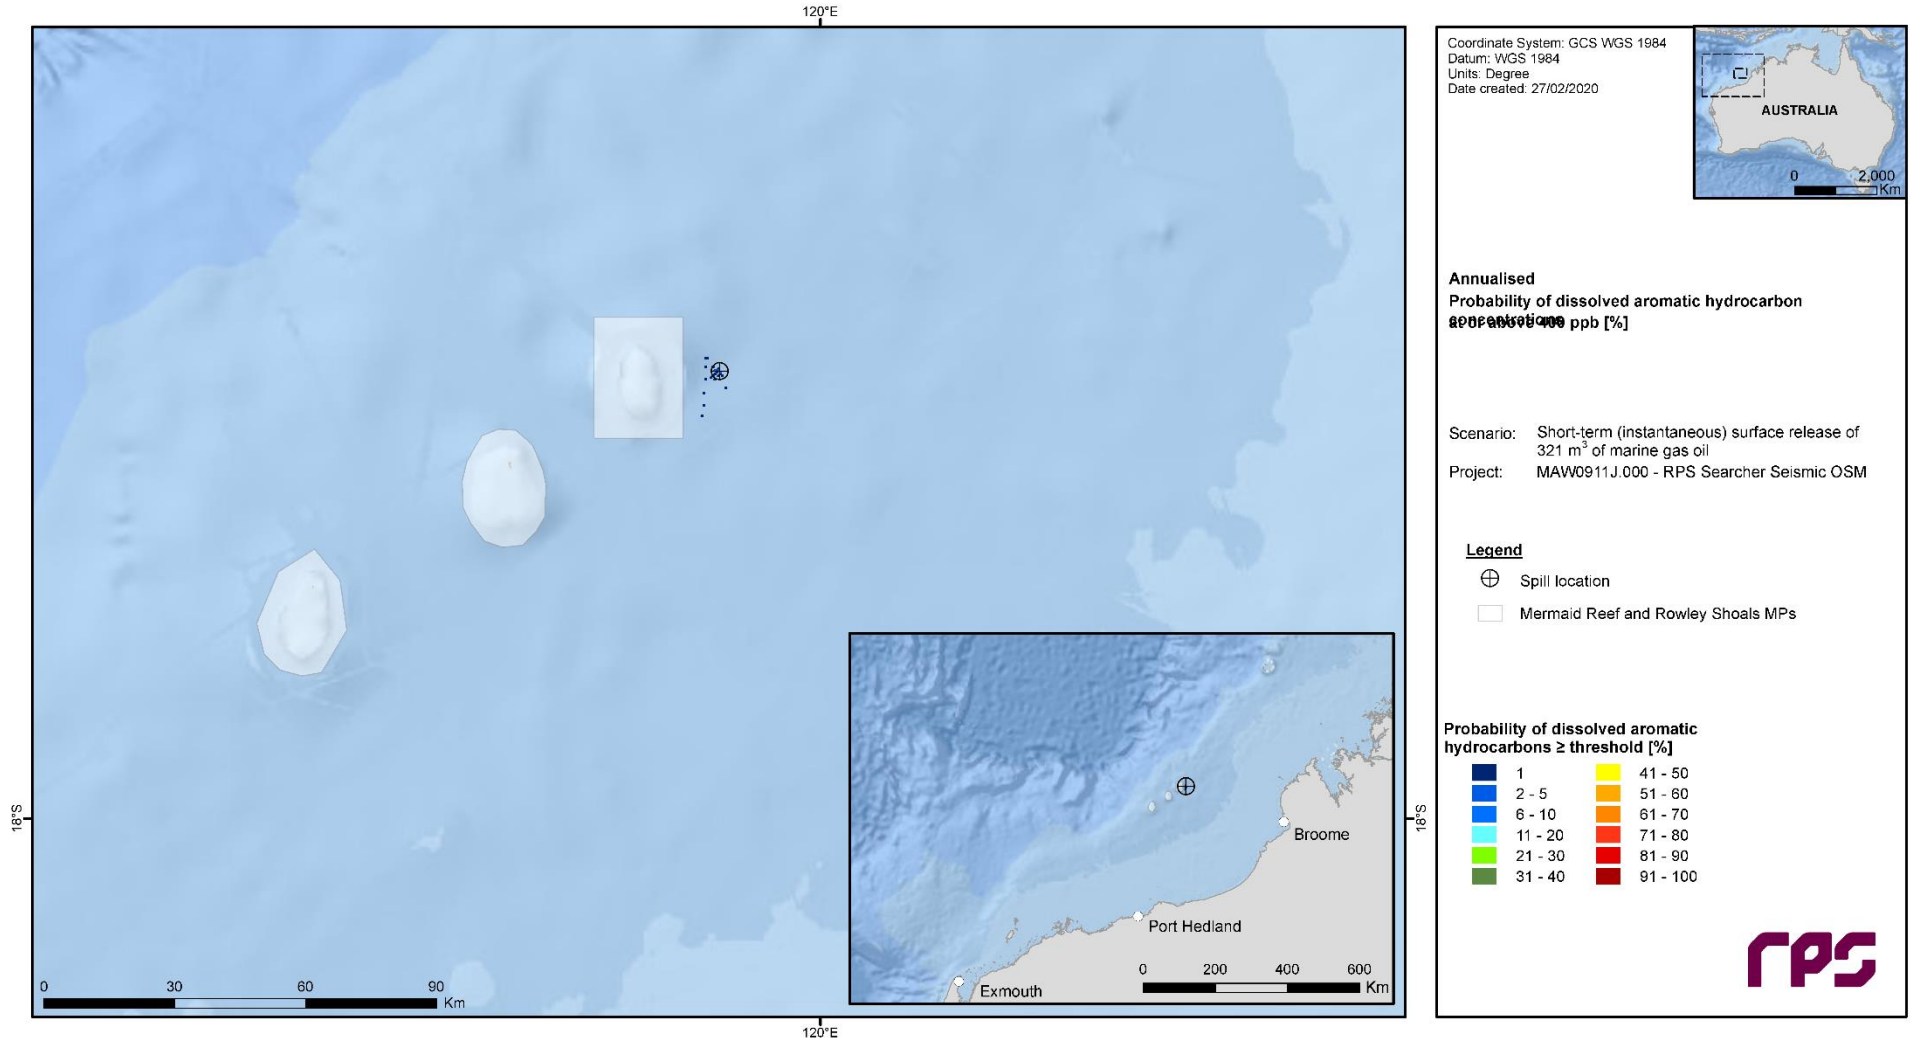 120°E
18°S
18°S
0 30 60 90
Km
120°E
Broome
Port Hedland
Exmouth
0 200 400 600
Km
Coordinate System: GCS WGS 1984
Datum: WGS 1984
Units: Degree
Date created: 27/02/2020
AUSTRALIA
0 2,000
Km
Annualised
Probability of dissolved aromatic hydrocarbon
concentrations
at or above 400 ppb [%]
Scenario: Short-term (instantaneous) surface release of
321 m³ of marine gas oil
Project: MAW0911J.000 - RPS Searcher Seismic OSM
Legend
Spill location
Mermaid Reef and Rowley Shoals MPs
Probability of dissolved aromatic
hydrocarbons ≥ threshold [%]
1 41 - 50
2 - 5 51 - 60
6 - 10 61 - 70
11 - 20 71 - 80
21 - 30 81 - 90
31 - 40 91 - 100
rps